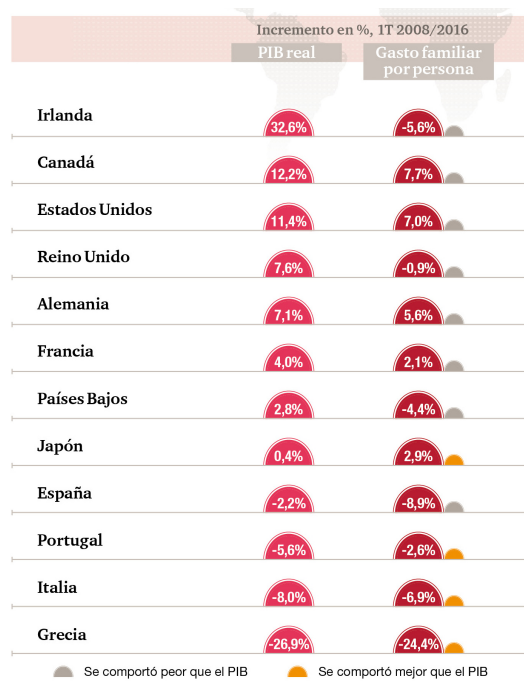 Incremento en %, 1T 2008/2016
PIB real
Gasto familiar
por persona
Irlanda
32,6%
-5,6%
Canadá
12,2%
7,7%
Estados Unidos
11,4%
7,0%
Reino Unido
7,6%
-0,9%
Alemania
7,1%
5,6%
Francia
4,0%
2,1%
Países Bajos
2,8%
-4,4%
Japón
0,4%
2,9%
España
-2,2%
-8,9%
Portugal
-5,6%
-2,6%
Italia
-8,0%
-6,9%
Grecia
-26,9%
-24,4%
Se comportó peor que el PIB
Se comportó mejor que el PIB